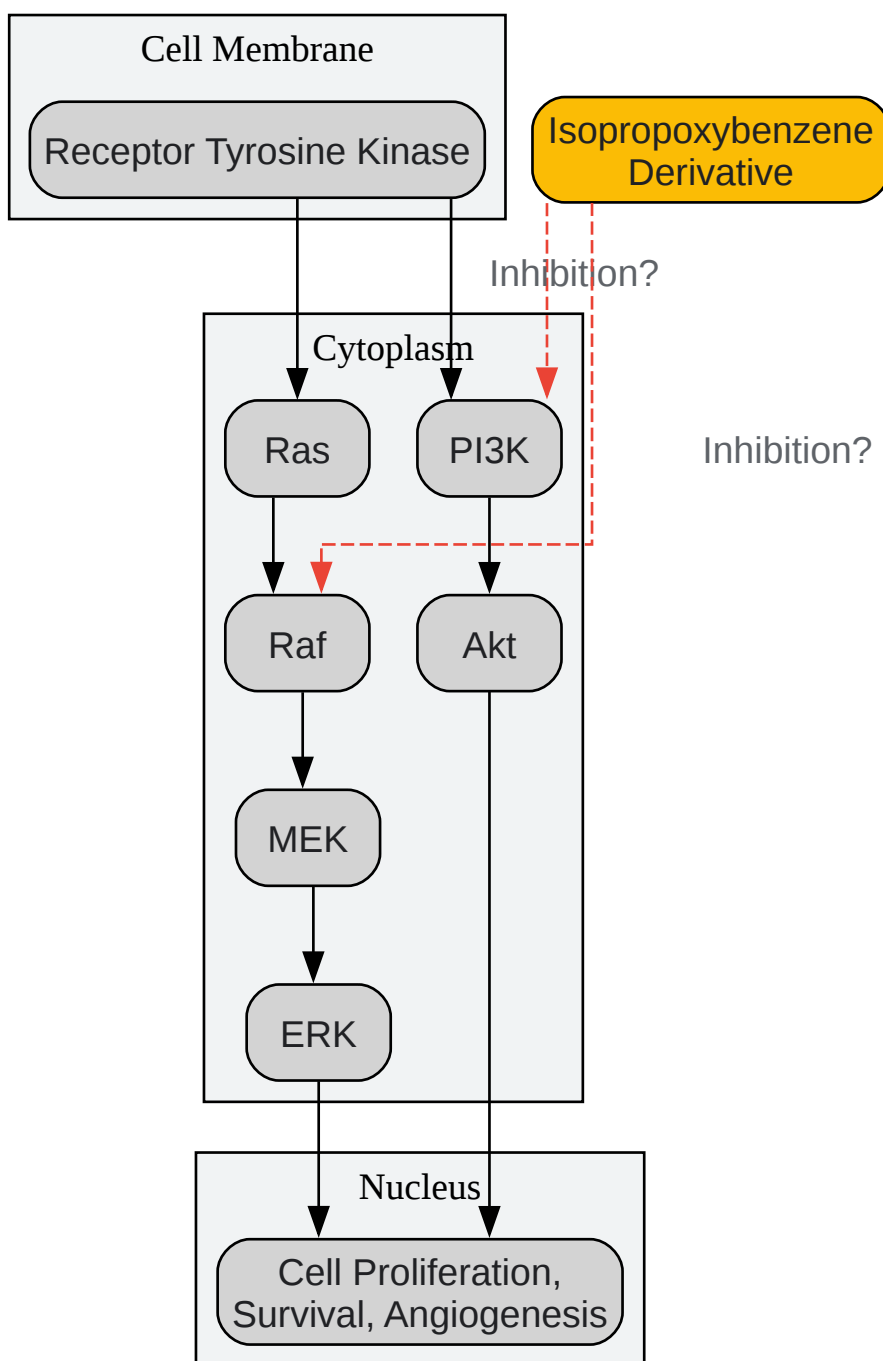 Cell Membrane
Receptor Tyrosine Kinase
Isopropoxybenzene
Derivative
Inhibition?
Cytoplasm
Ras
PI3K
Inhibition?
Raf
Akt
MEK
ERK
Nucleus
Cell Proliferation,
Survival, Angiogenesis